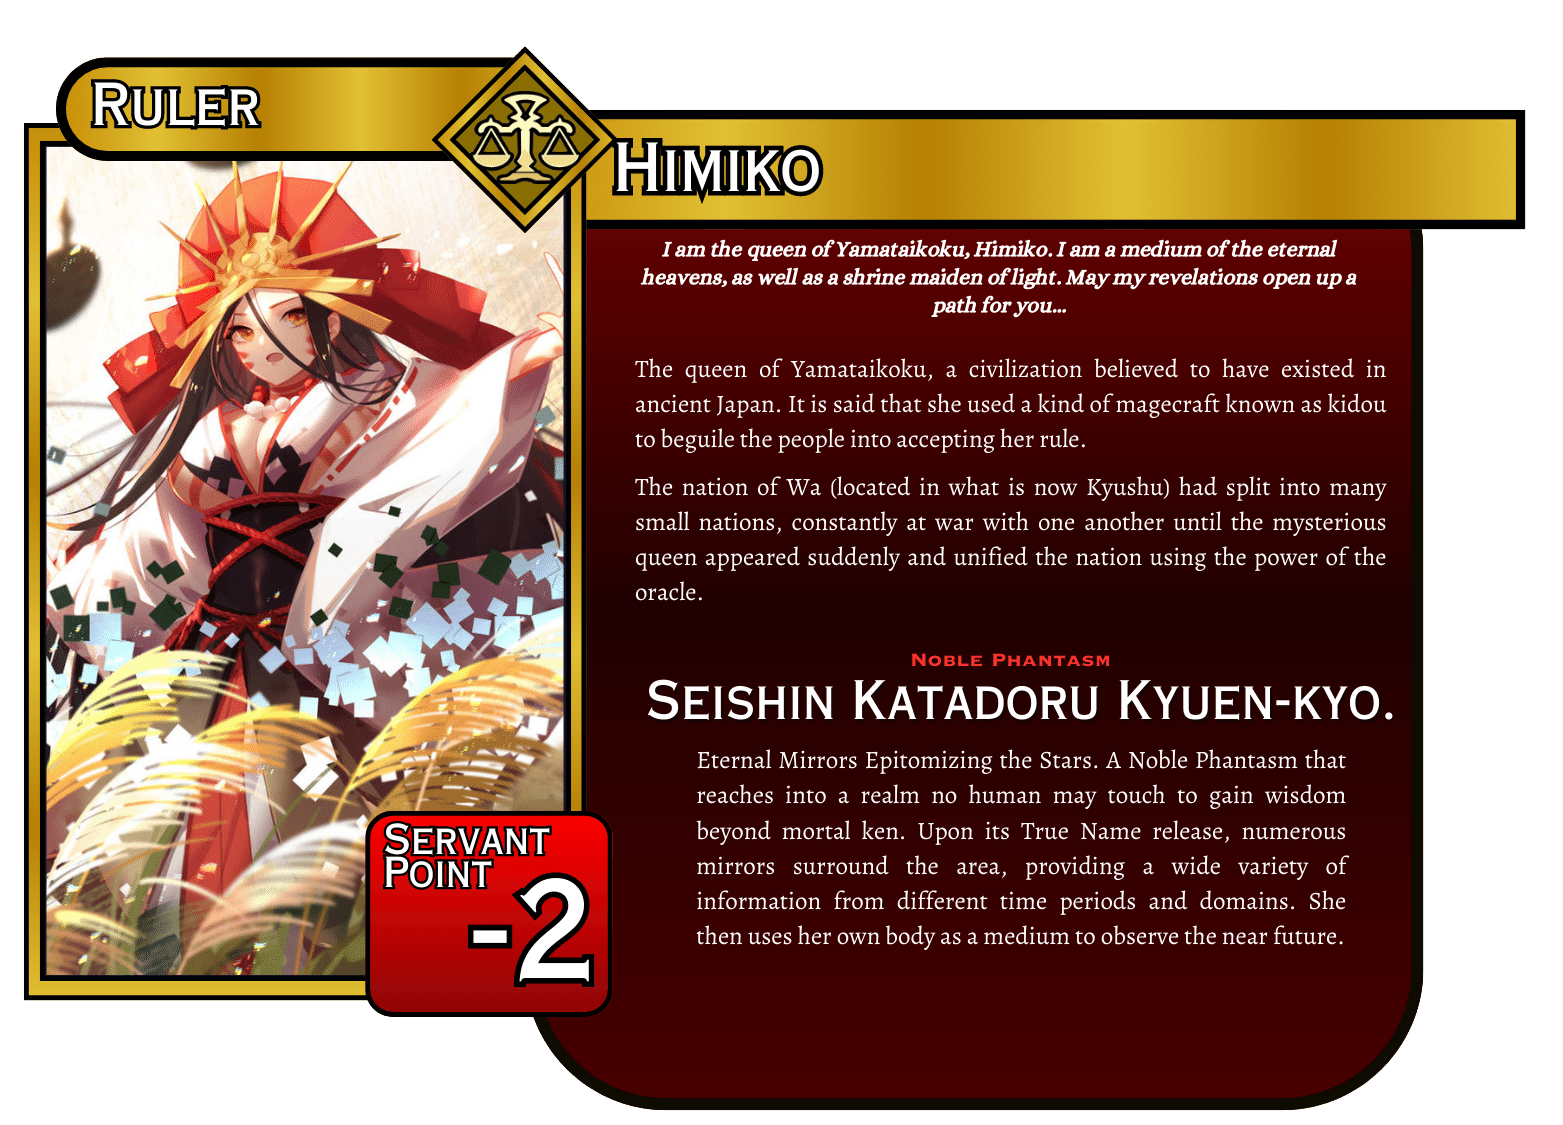 Ruler
Himiko
I am the queen of Yamataikoku, Himiko. I am a medium of the eternal
heavens, as well as a shrine maiden of light. May my revelations open up a
path for you...
The queen of Yamataikoku, a civilization believed to have existed in
ancient Japan. It is said that she used a kind of magecraft known as kidou
to beguile the people into accepting her rule.
The nation of Wa (located in what is now Kyushu) had split into many
small nations, constantly at war with one another until the mysterious
queen appeared suddenly and unified the nation using the power of the
oracle.
Noble Phantasm
Seishin Katadoru Kyuen-kyo.
Eternal Mirrors Epitomizing the Stars. A Noble Phantasm that
reaches into a realm no human may touch to gain wisdom
beyond mortal ken. Upon its True Name release, numerous
mirrors surround the area, providing a wide variety of
information from different time periods and domains. She
then uses her own body as a medium to observe the near future.
Servant
Point
-2